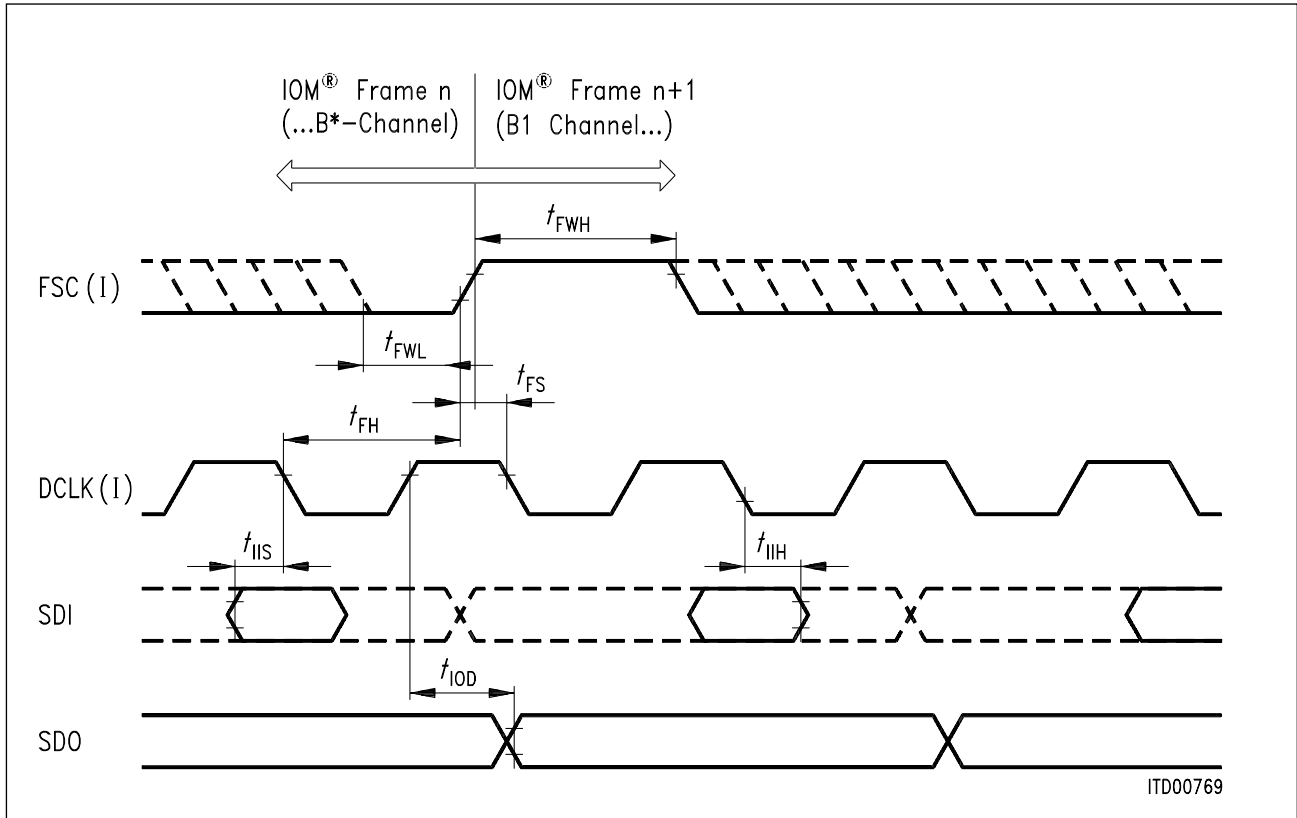 IOM® Frame n
(...B*-Channel)
IOM® Frame n+1
(B1 Channel...)
tFWH
FSC (I)
tFWL
tFS
tFH
DCLK (I)
tIIS
tIIH
SDI
tIOD
SDO
ITD00769